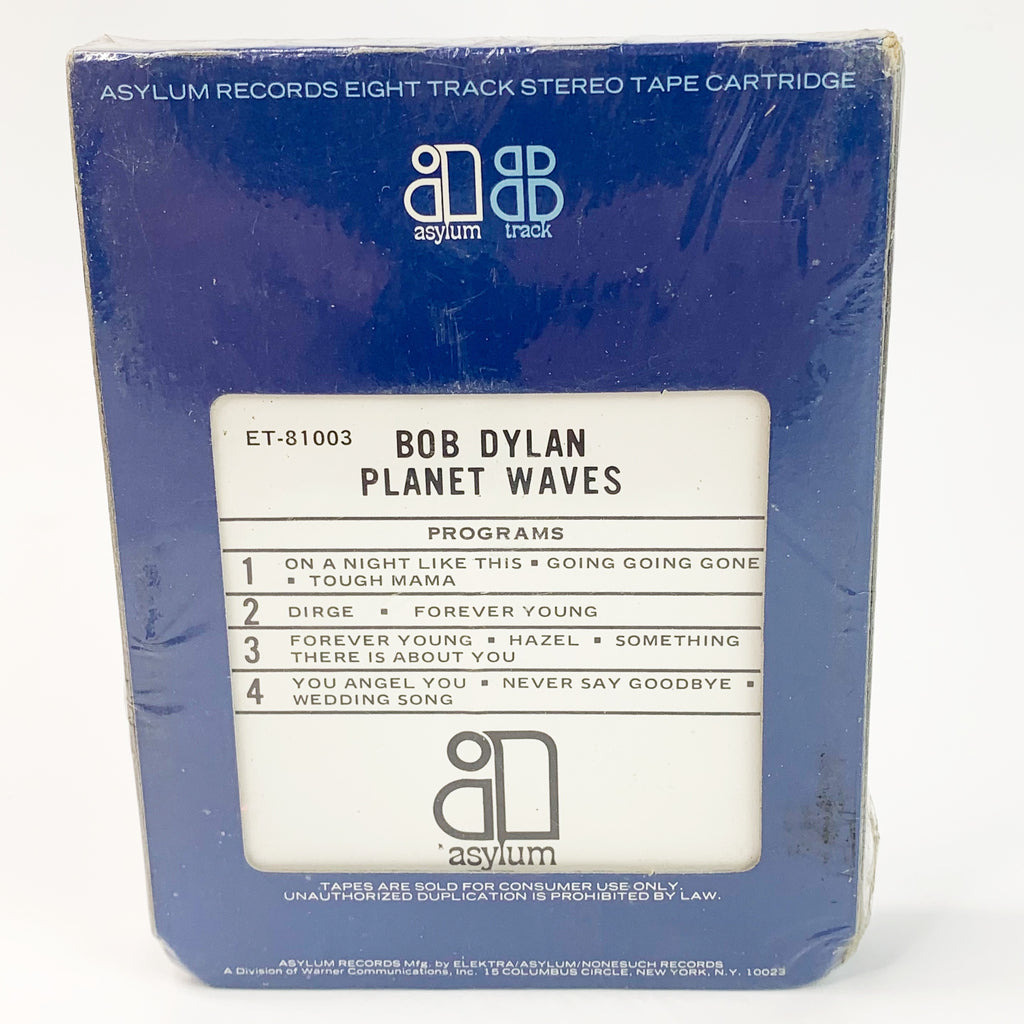 ASYLUM RECORDS EIGHT TRACK STEREO TAPE CARTRIDGE
asylum track
ET-81003 BOB DYLAN
PLANET WAVES
PROGRAMS
1 ON A NIGHT LIKE THIS ▪ GOING GOING GONE
▪ TOUGH MAMA
2 DIRGE ▪ FOREVER YOUNG
3 FOREVER YOUNG ▪ HAZEL ▪ SOMETHING
THERE IS ABOUT YOU
4 YOU ANGEL YOU ▪ NEVER SAY GOODBYE ▪
WEDDING SONG
asylum
TAPES ARE SOLD FOR CONSUMER USE ONLY.
UNAUTHORIZED DUPLICATION IS PROHIBITED BY LAW.
ASYLUM RECORDS Mfg. by ELEKTRA/ASYLUM/NONESUCH RECORDS
A Division of Warner Communications, Inc. 15 COLUMBUS CIRCLE, NEW YORK, N.Y. 10023